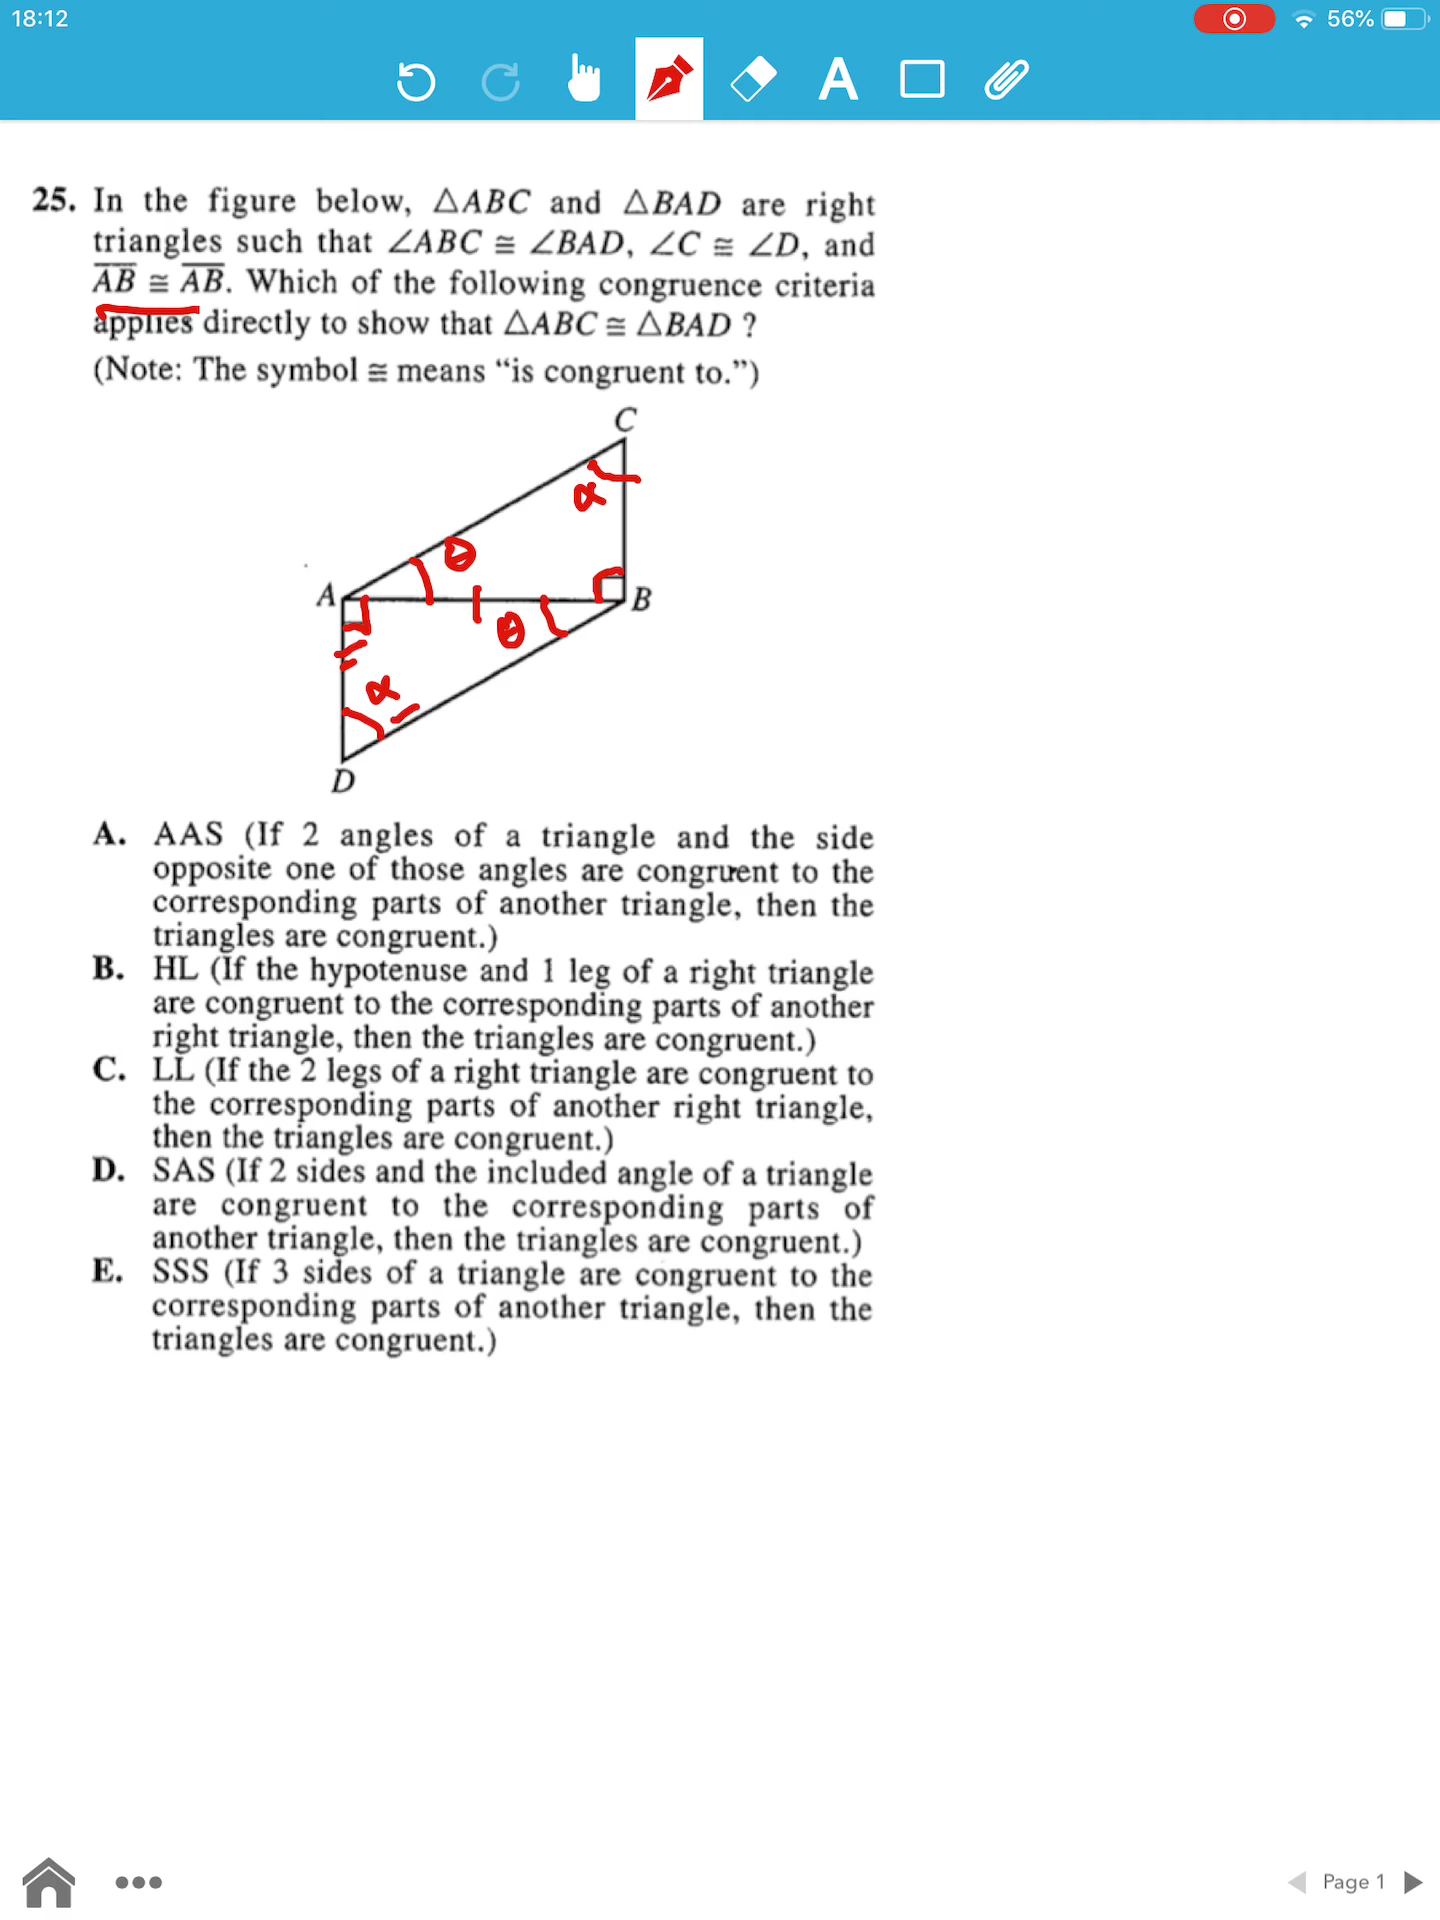 18:12
56%
A
25. In the figure below, △ABC and △BAD are right
triangles such that ∠ABC ≅ ∠BAD, ∠C ≅ ∠D, and
AB ≅ AB. Which of the following congruence criteria
applies directly to show that △ABC ≅ △BAD ?
(Note: The symbol ≅ means “is congruent to.”)
C
α
θ
A
B
θ
α
D
A. AAS (If 2 angles of a triangle and the side
opposite one of those angles are congruent to the
corresponding parts of another triangle, then the
triangles are congruent.)
B. HL (If the hypotenuse and 1 leg of a right triangle
are congruent to the corresponding parts of another
right triangle, then the triangles are congruent.)
C. LL (If the 2 legs of a right triangle are congruent to
the corresponding parts of another right triangle,
then the triangles are congruent.)
D. SAS (If 2 sides and the included angle of a triangle
are congruent to the corresponding parts of
another triangle, then the triangles are congruent.)
E. SSS (If 3 sides of a triangle are congruent to the
corresponding parts of another triangle, then the
triangles are congruent.)
Page 1